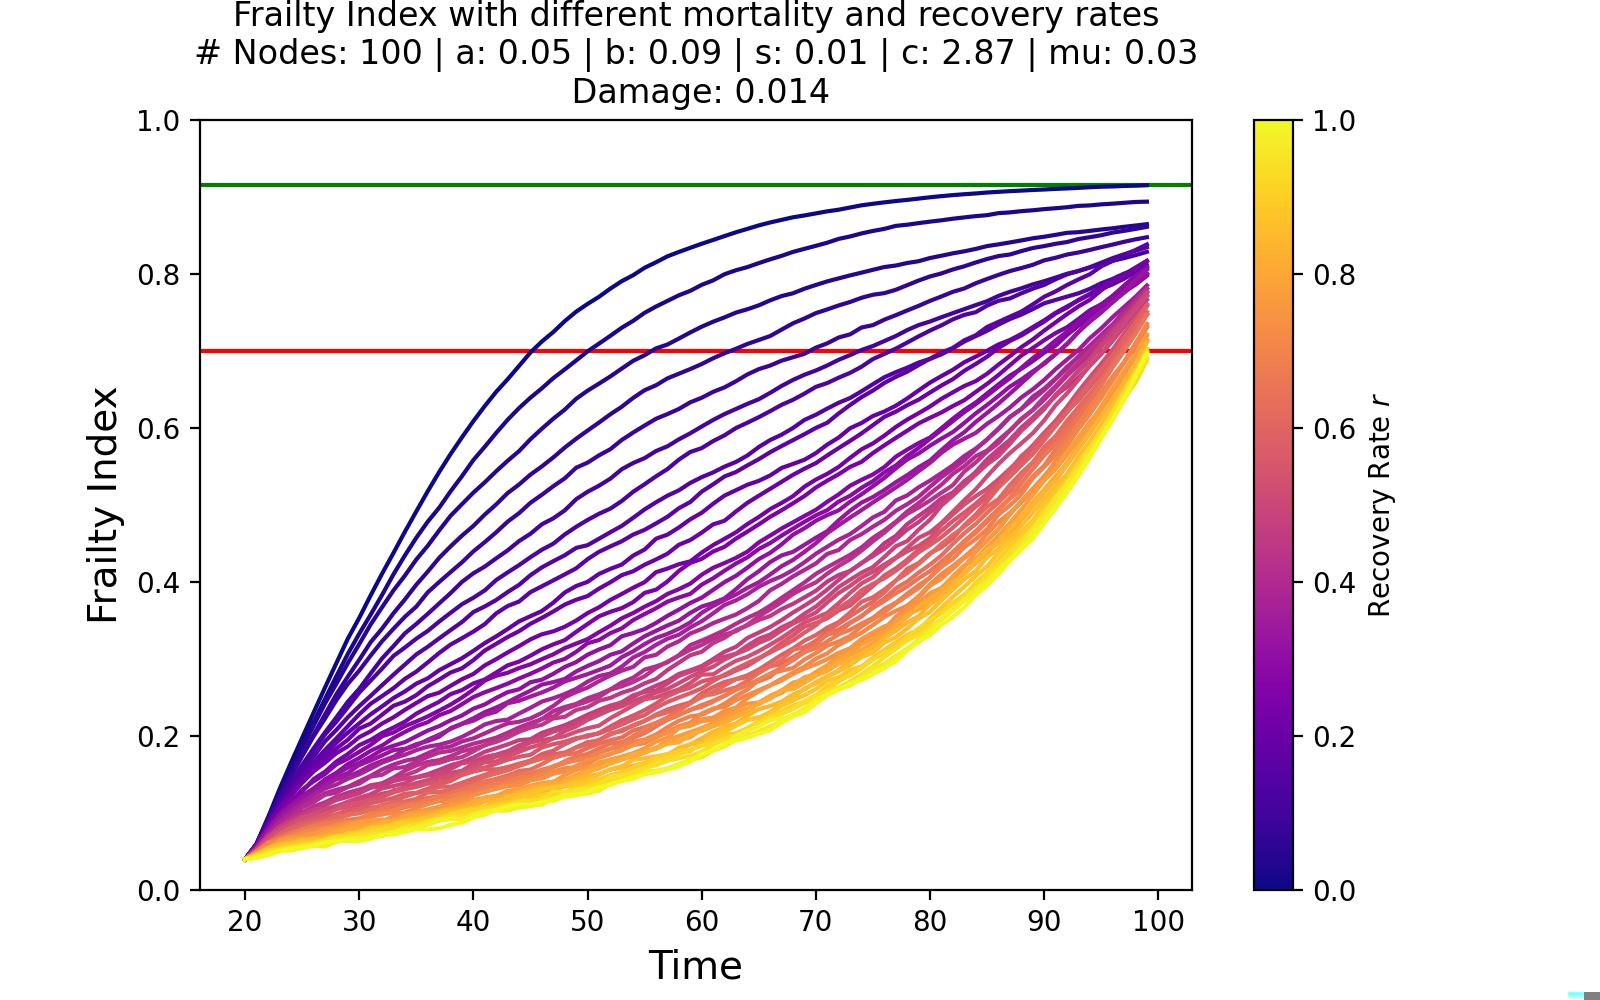 Frailty Index with different mortality and recovery rates
# Nodes: 100 | a: 0.05 | b: 0.09 | s: 0.01 | c: 2.87 | mu: 0.03
Damage: 0.014
1.0
0.8
0.6
0.4
0.2
0.0
Frailty Index
20 30 40 50 60 70 80 90 100
Time
1.0
0.8
0.6
0.4
0.2
0.0
Recovery Rate r